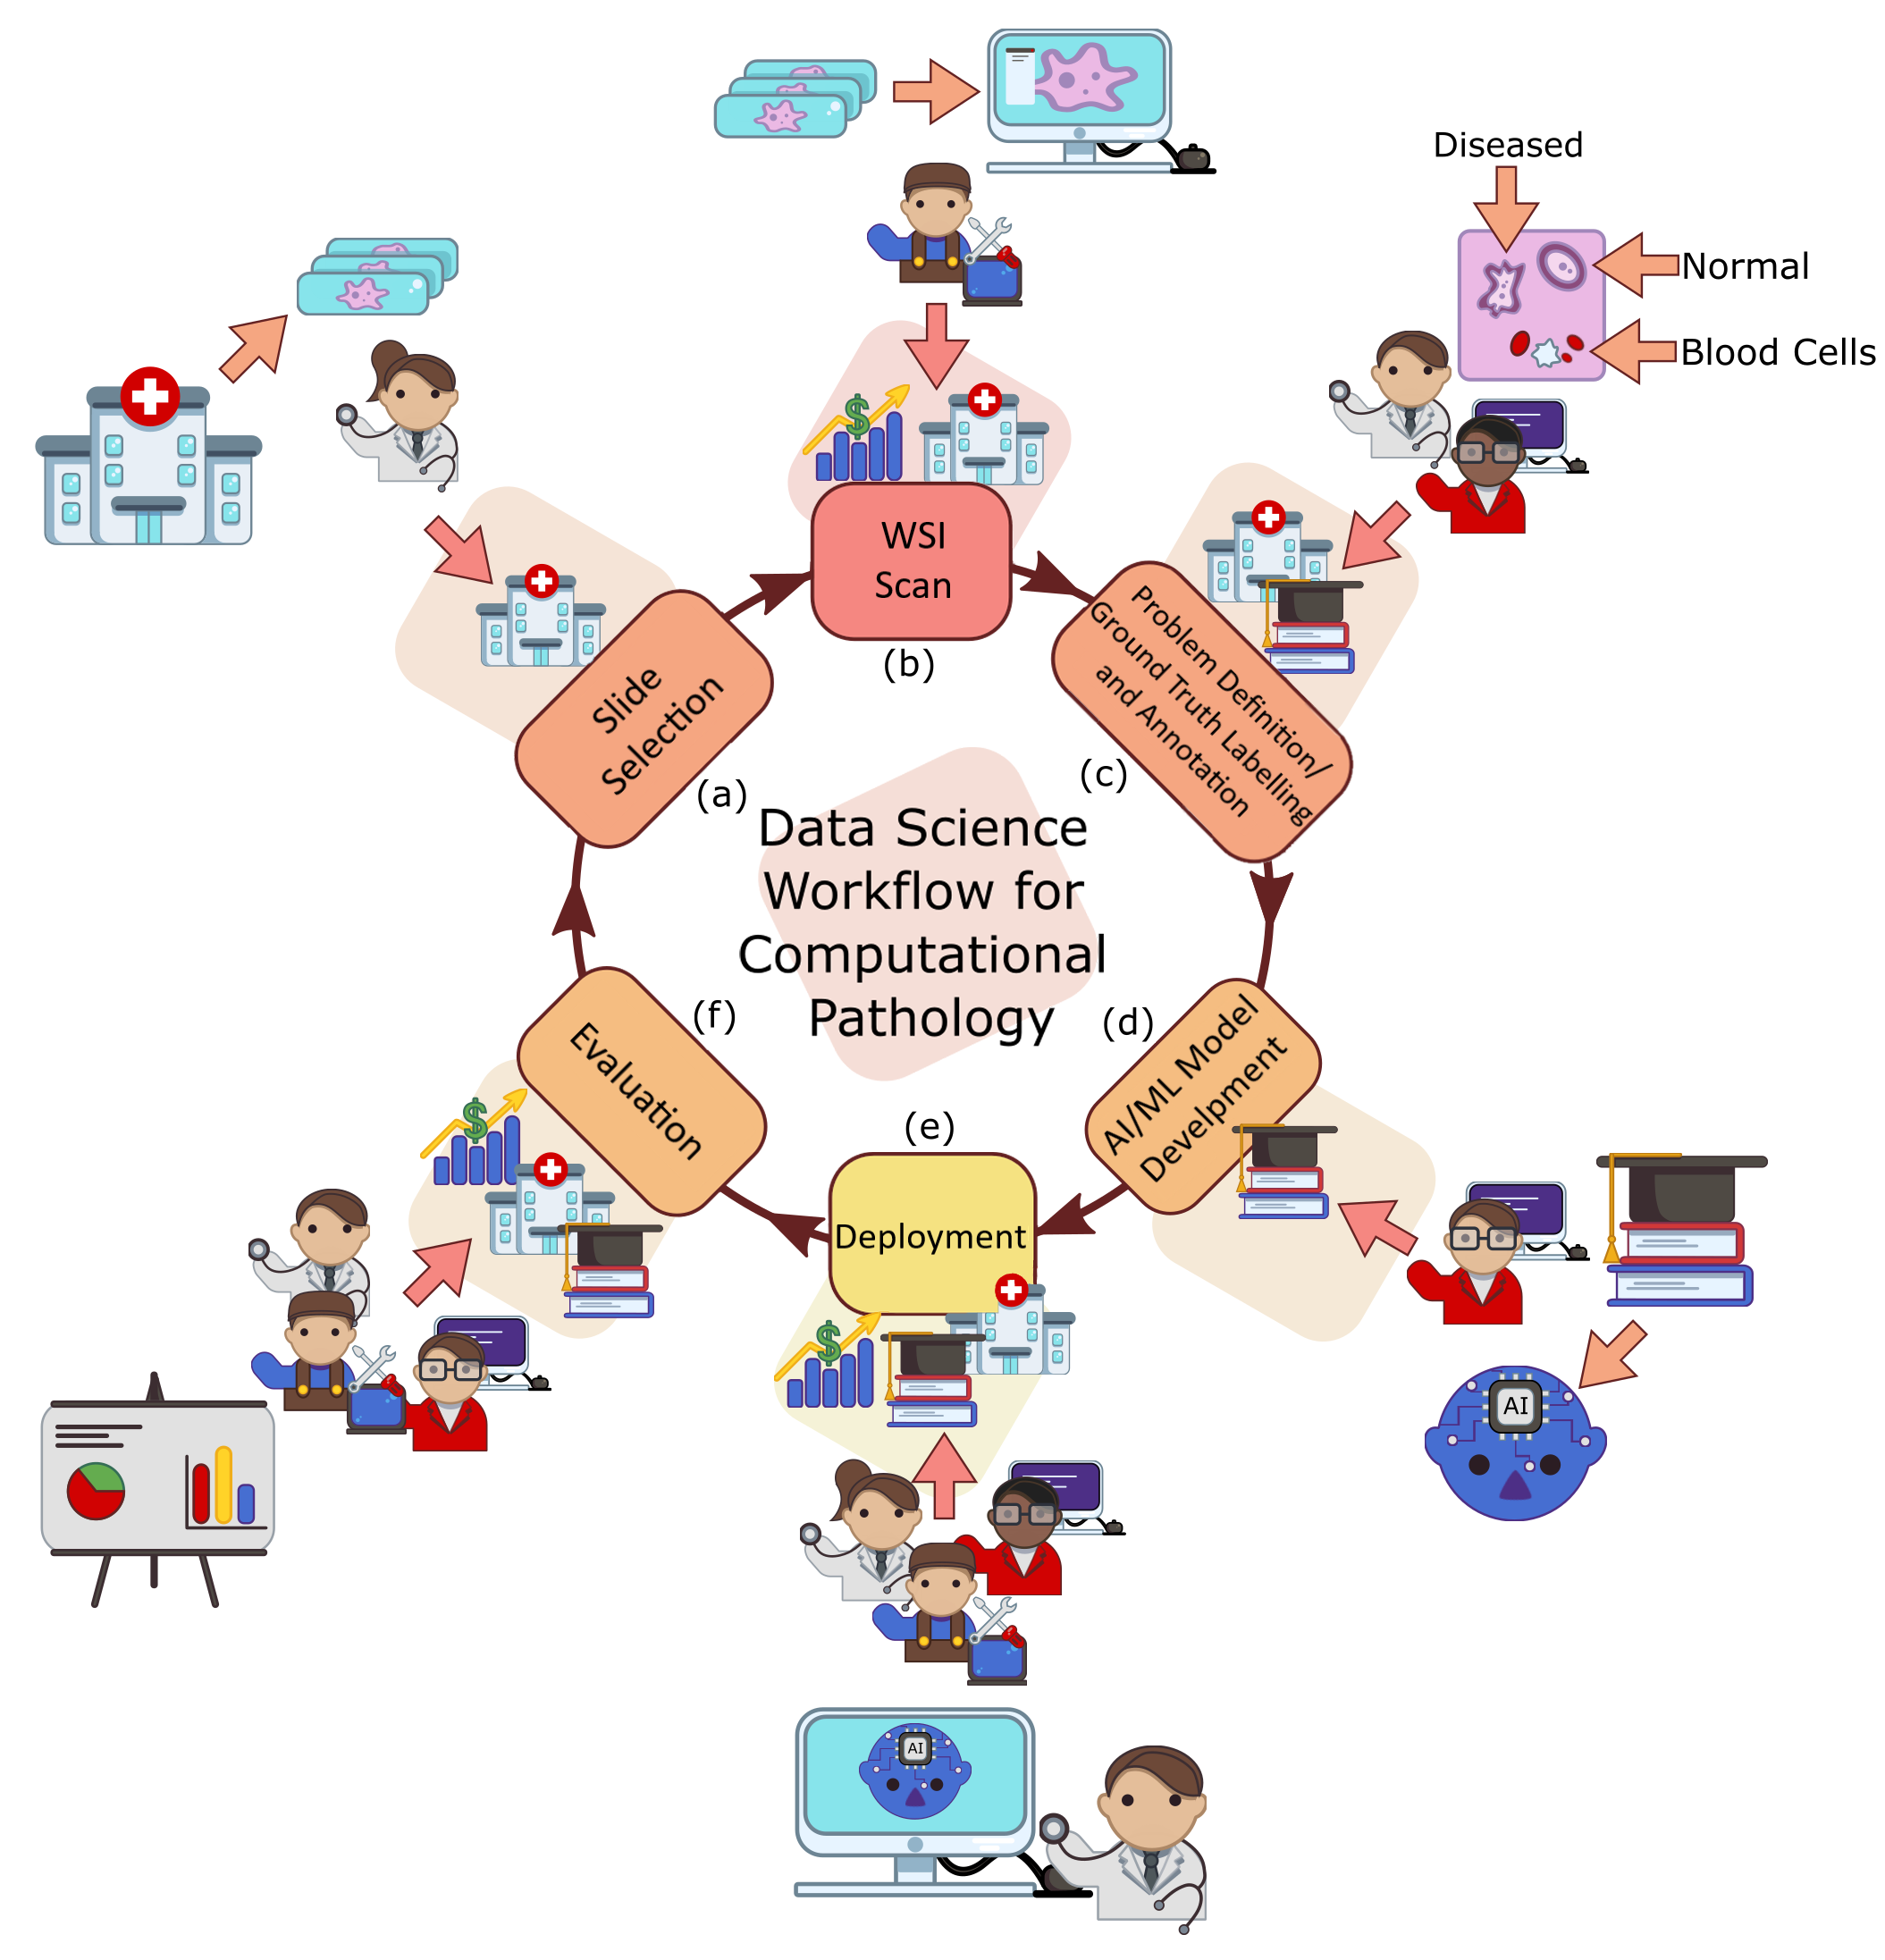 Diseased
Normal
Blood Cells
WSI
Scan
(b)
Problem Definition/
Ground Truth Labelling
and Annotation
(c)
Slide
Selection
(a)
Data Science
Workflow for
Computational
Pathology
(d)
AI/ML Model
Develpment
(e)
Deployment
(f)
Evaluation
$
$
$
AI
AI